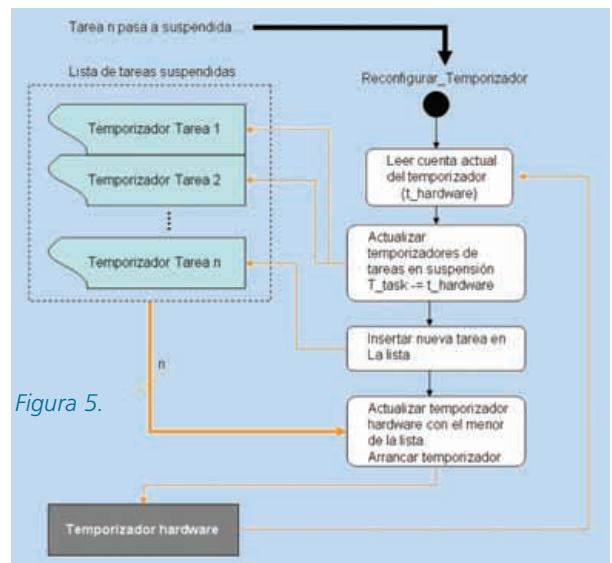 Tarea n pasa a suspendida...
Lista de tareas suspendidas
Temporizador Tarea 1
Temporizador Tarea 2
Temporizador Tarea n
n
Reconfigurar_Temporizador
Leer cuenta actual
del temporizador
(t_hardware)
Actualizar
temporizadores de
tareas en suspensión
T_task -= t_hardware
Insertar nueva tarea en
La lista
Actualizar temporizador
hardware con el menor
de la lista.
Arrancar temporizador
Temporizador hardware
Figura 5.